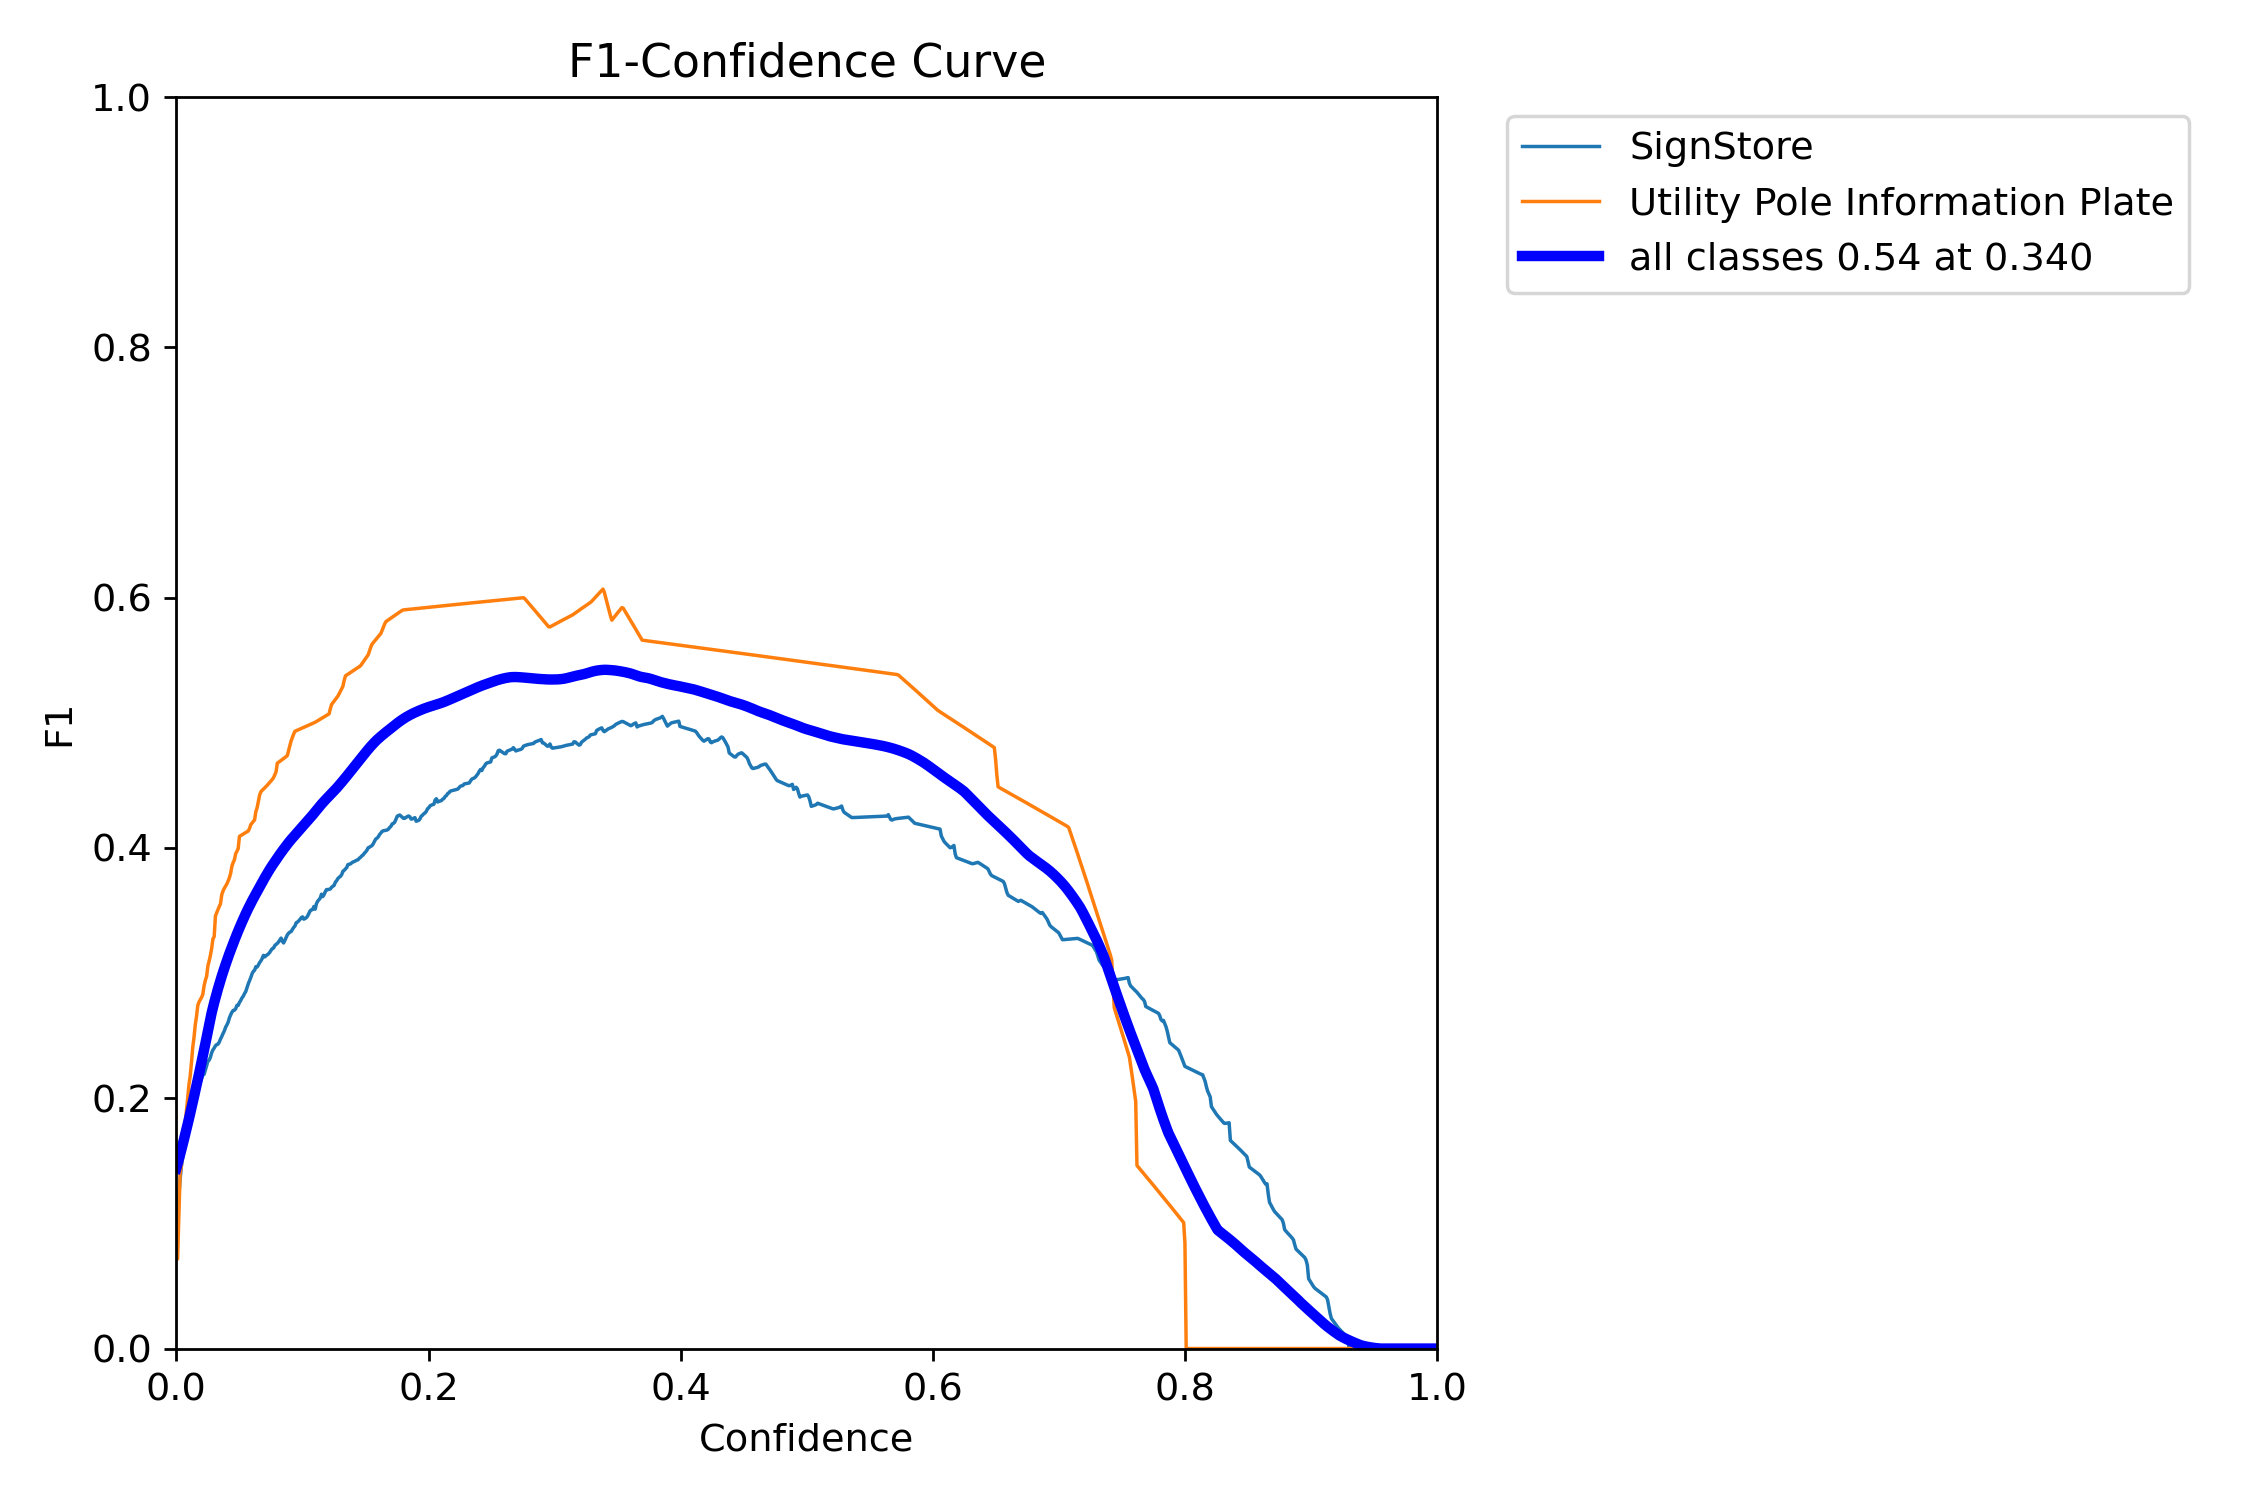 F1-Confidence Curve
1.0
0.8
0.6
0.4
0.2
0.0
F1
0.0 0.2 0.4 0.6 0.8 1.0
Confidence
SignStore
Utility Pole Information Plate
all classes 0.54 at 0.340